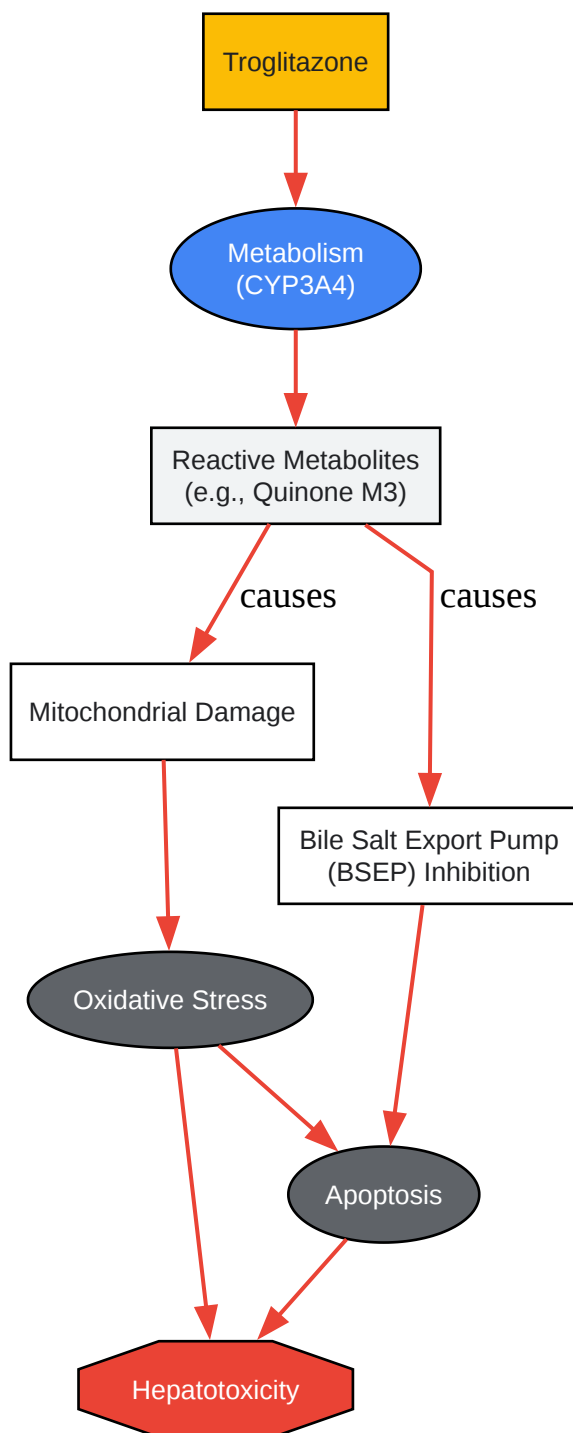 Troglitazone
Metabolism
(CYP3A4)
Reactive Metabolites
(e.g., Quinone M3)
causes
causes
Mitochondrial Damage
Bile Salt Export Pump
(BSEP) Inhibition
Oxidative Stress
Apoptosis
Hepatotoxicity